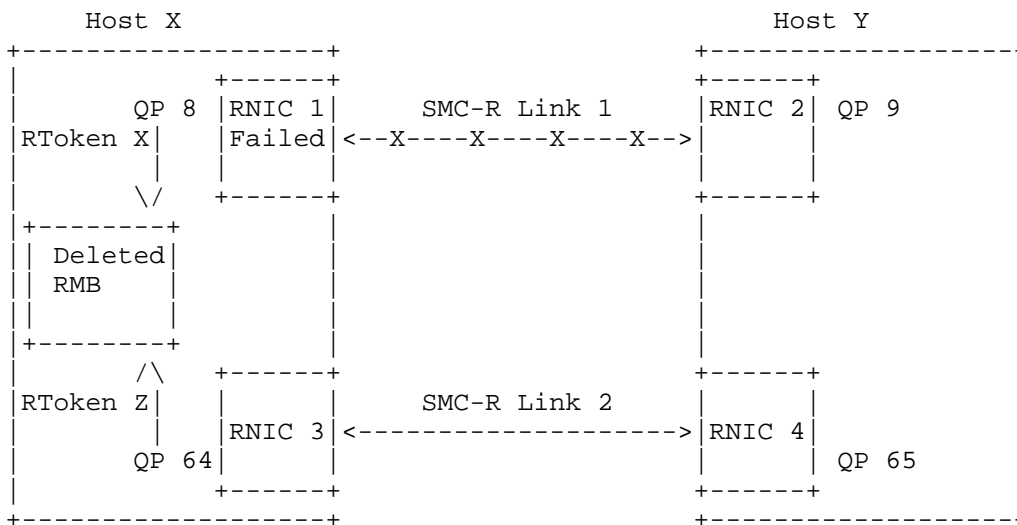 Host X Host Y
QP 8 RNIC 1 SMC-R Link 1 RNIC 2 QP 9
RToken X Failed <--X----X----X----X-->
Deleted
RMB
RToken Z SMC-R Link 2
RNIC 3 <--------------------> RNIC 4
QP 64 QP 65